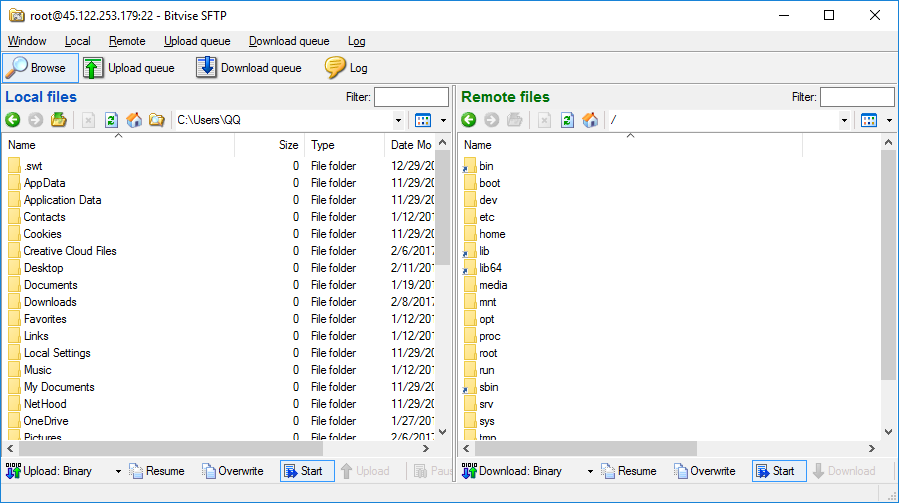 root@45.122.253.179:22 - Bitvise SFTP
Window Local Remote Upload queue Download queue Log
Browse Upload queue Download queue Log
Local files Filter: Remote files Filter:
C:\Users\QQ /
Name Size Type Date Mo Name
.swt 0 File folder 12/29/20 bin
AppData 0 File folder 11/29/20 boot
Application Data 0 File folder 11/29/20 dev
Contacts 0 File folder 1/12/201 etc
Cookies 0 File folder 11/29/20 home
Creative Cloud Files 0 File folder 2/6/2017 lib
Desktop 0 File folder 2/11/201 lib64
Documents 0 File folder 1/19/201 media
Downloads 0 File folder 2/8/2017 mnt
Favorites 0 File folder 1/12/201 opt
Links 0 File folder 1/12/201 proc
Local Settings 0 File folder 11/29/20 root
Music 0 File folder 1/12/201 run
My Documents 0 File folder 11/29/20 sbin
NetHood 0 File folder 11/29/20 srv
OneDrive 0 File folder 1/27/201 sys
Pictures 0 File folder 2/6/2017 tmp
Upload: Binary Resume Overwrite Start Upload Paus Download: Binary Resume Overwrite Start Download